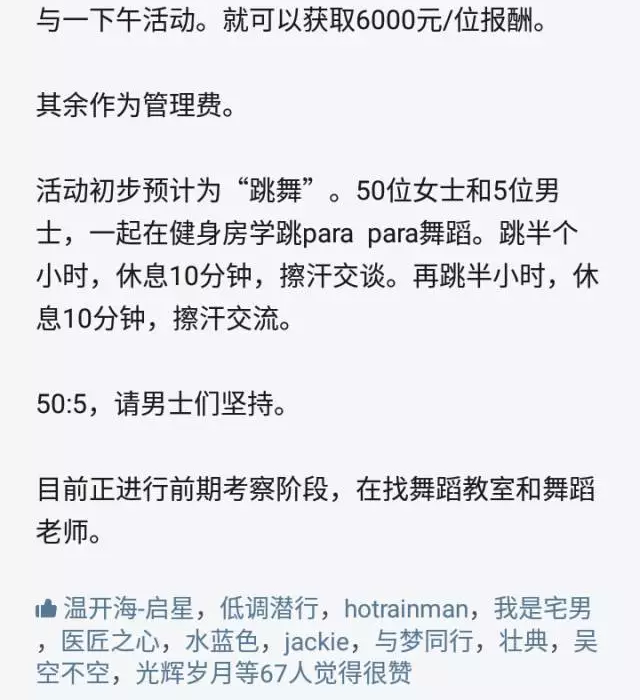 与一下午活动。就可以获取6000元/位报酬。
其余作为管理费。
活动初步预计为“跳舞”。50位女士和5位男
士，一起在健身房学跳para para舞蹈。跳半个
小时，休息10分钟，擦汗交谈。再跳半小时，休
息10分钟，擦汗交流。
50:5，请男士们坚持。
目前正进行前期考察阶段，在找舞蹈教室和舞蹈
老师。
温开海-启星，低调潜行，hotrainman，我是宅男
，医匠之心，水蓝色，jackie，与梦同行，壮典，吴
空不空，光辉岁月等67人觉得很赞